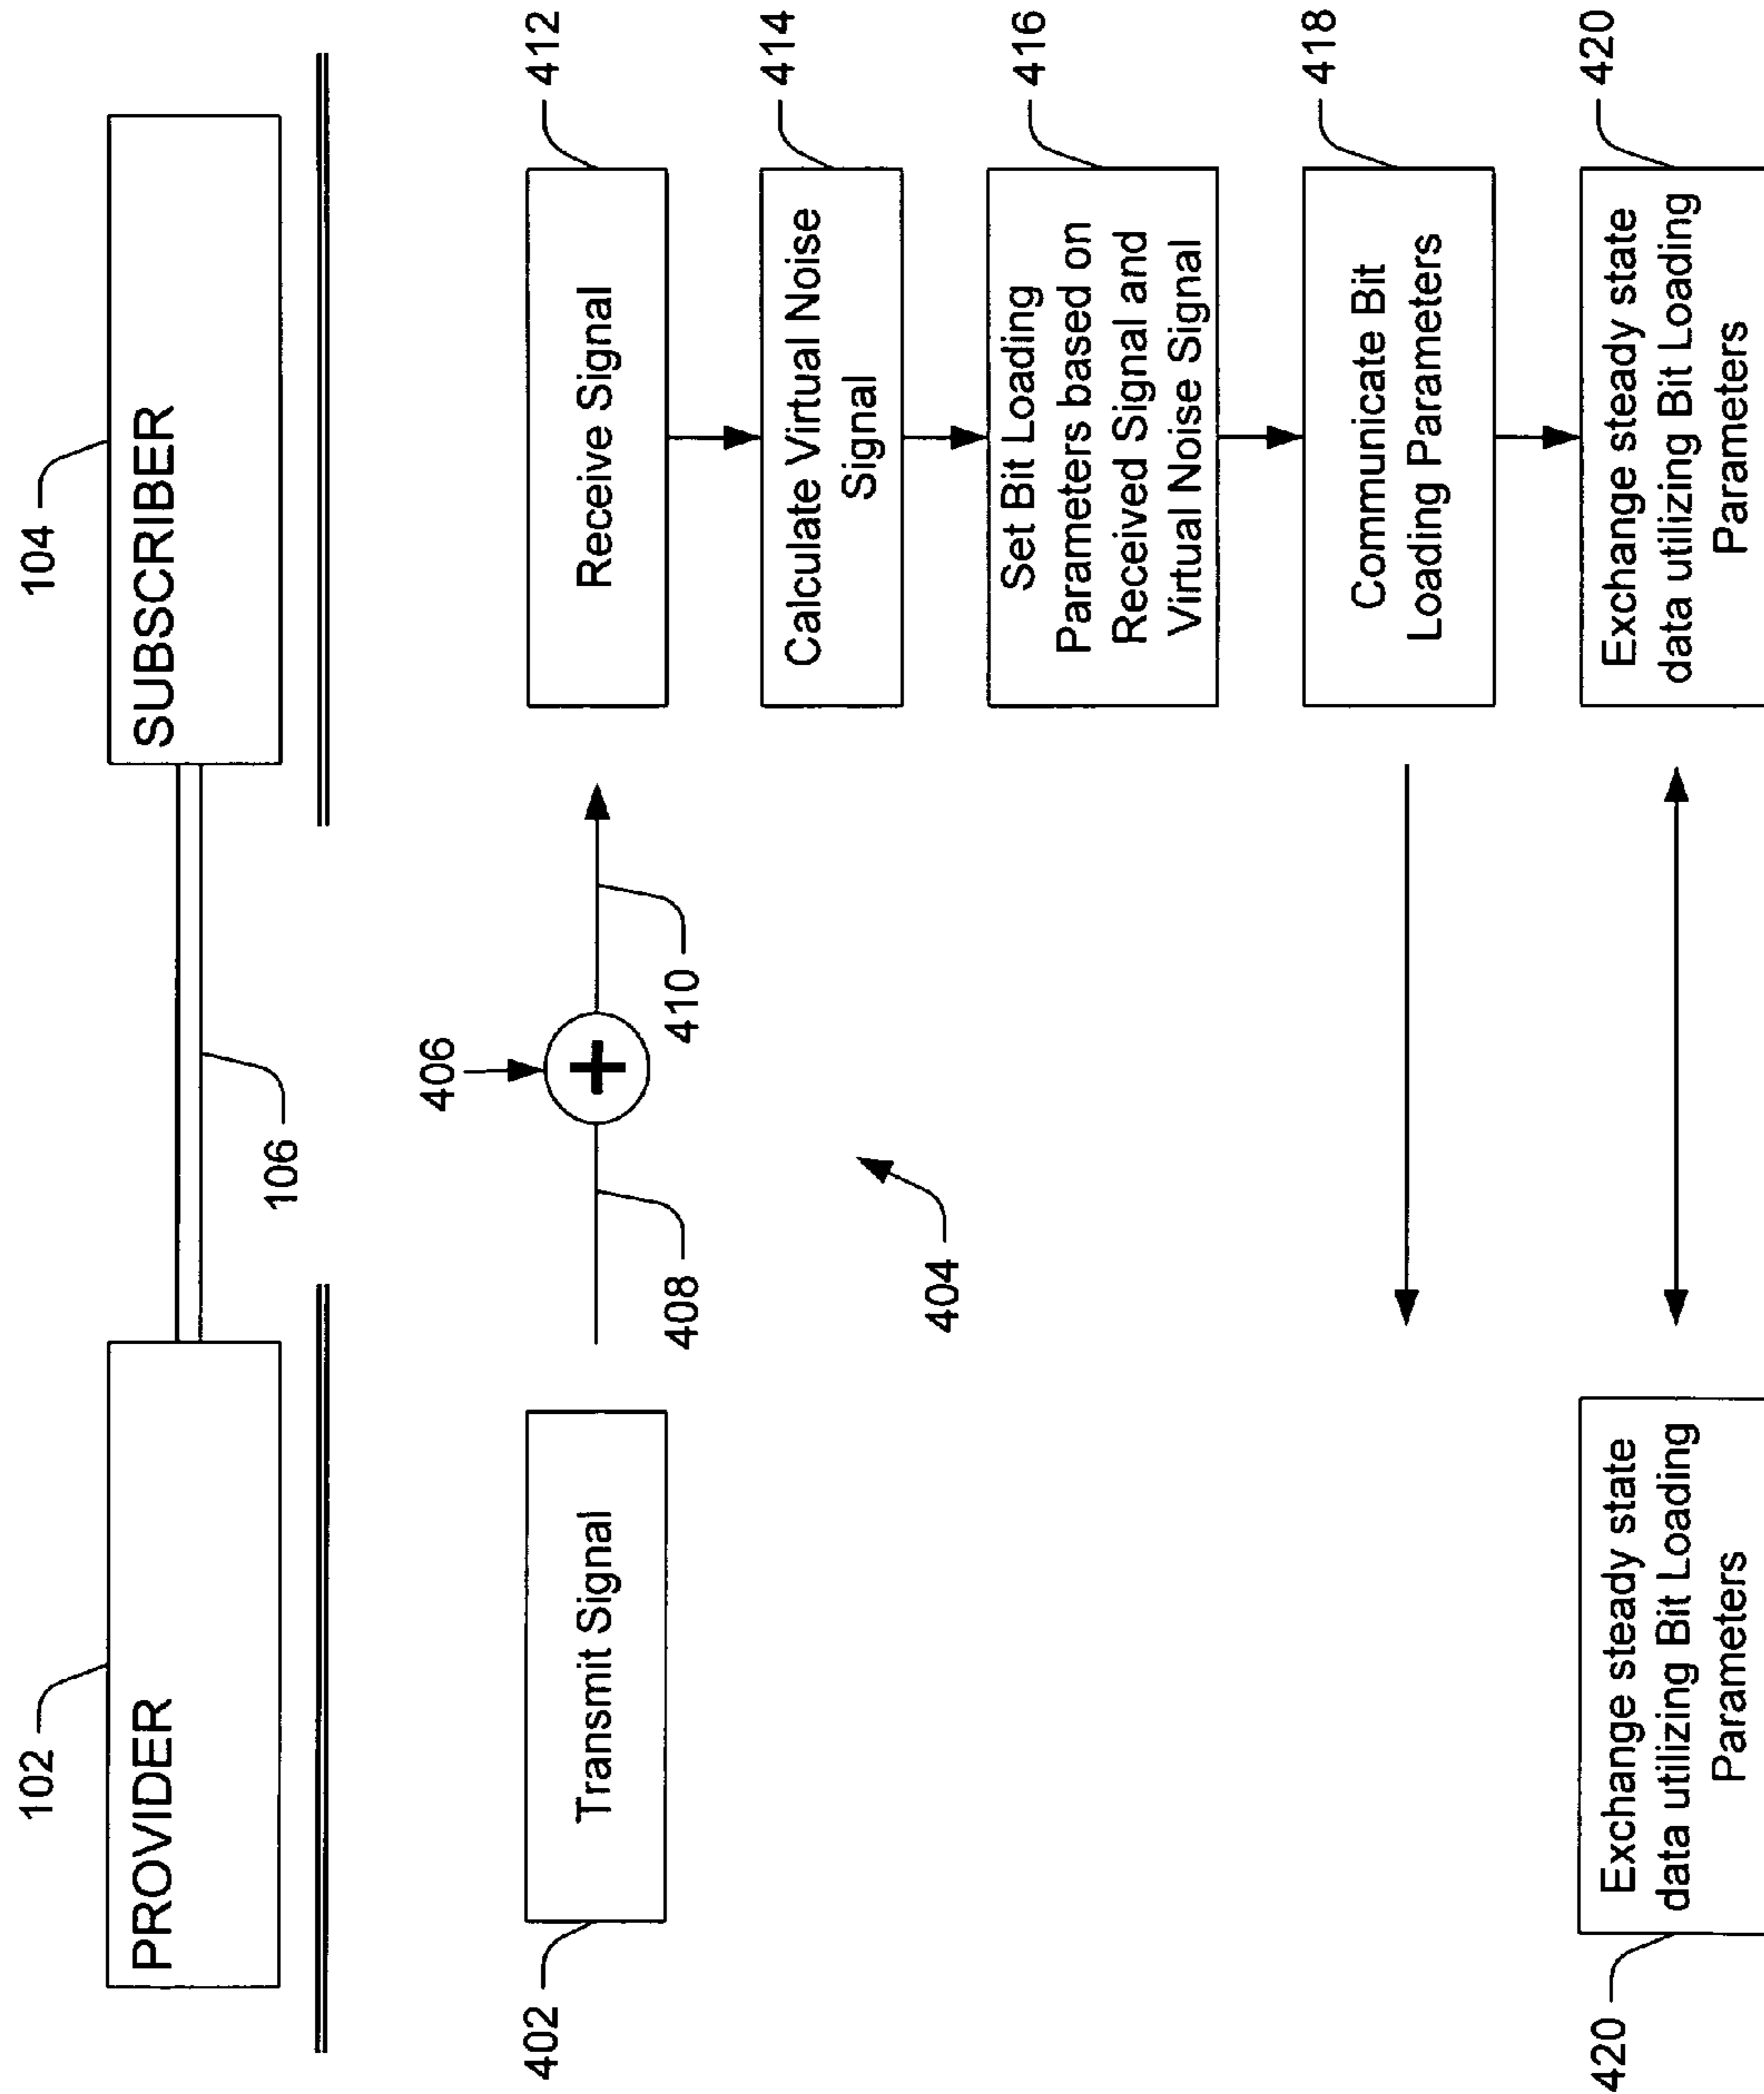 102
104
PROVIDER
SUBSCRIBER
106
402
Transmit Signal
408
406
+
410
404
Receive Signal
412
Calculate Virtual Noise
Signal
414
Set Bit Loading
Parameters based on
Received Signal and
Virtual Noise Signal
416
Communicate Bit
Loading Parameters
418
420
Exchange steady state
data utilizing Bit Loading
Parameters
Exchange steady state
data utilizing Bit Loading
Parameters
420